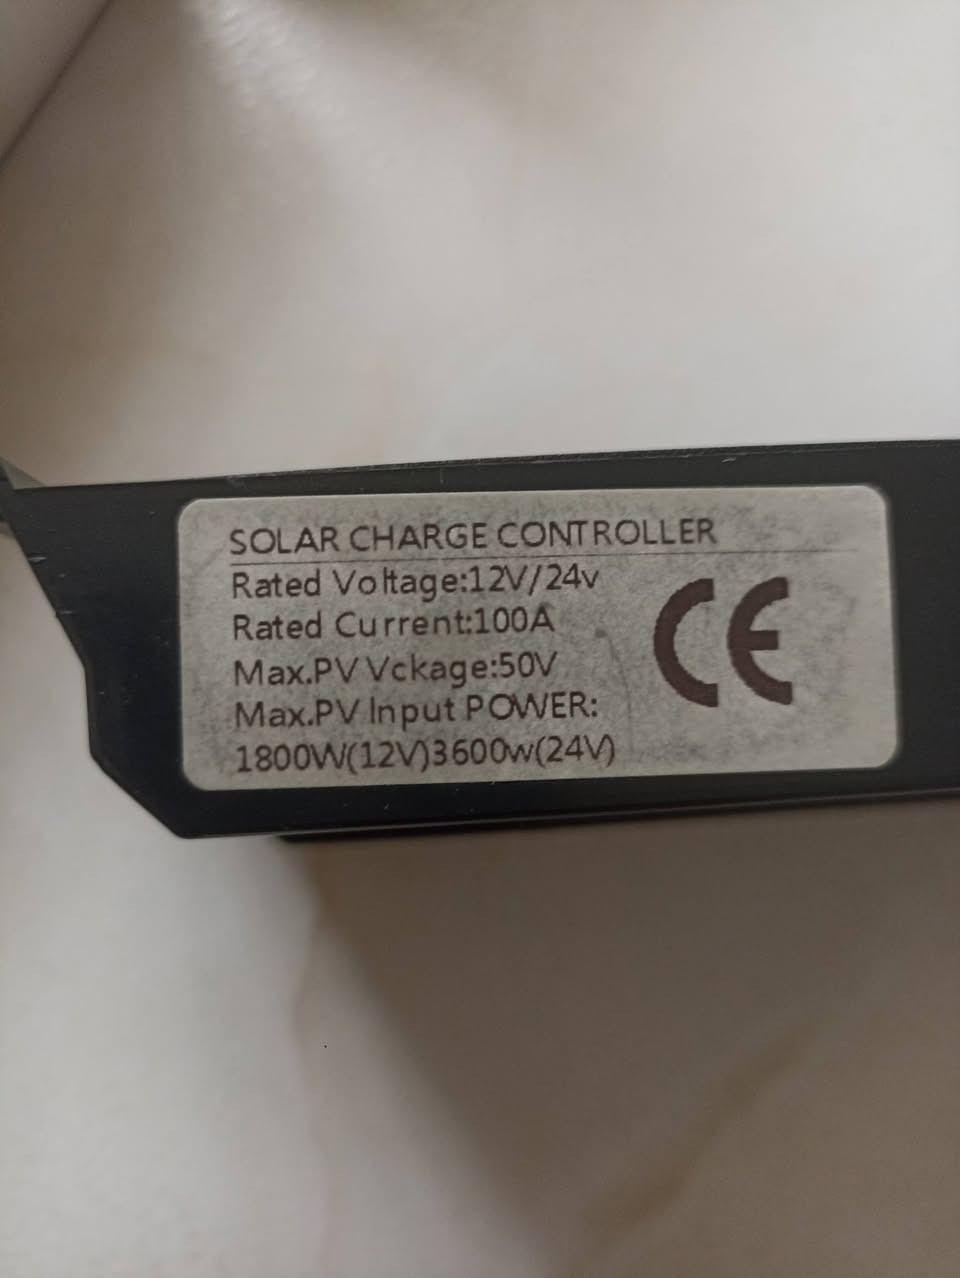 SOLAR CHARGE CONTROLLER
Rated Voltage:12V/24v
Rated Current:100A
Max.PV Vckage:50V
Max.PV Input POWER:
1800W(12V)3600w(24V)
CE